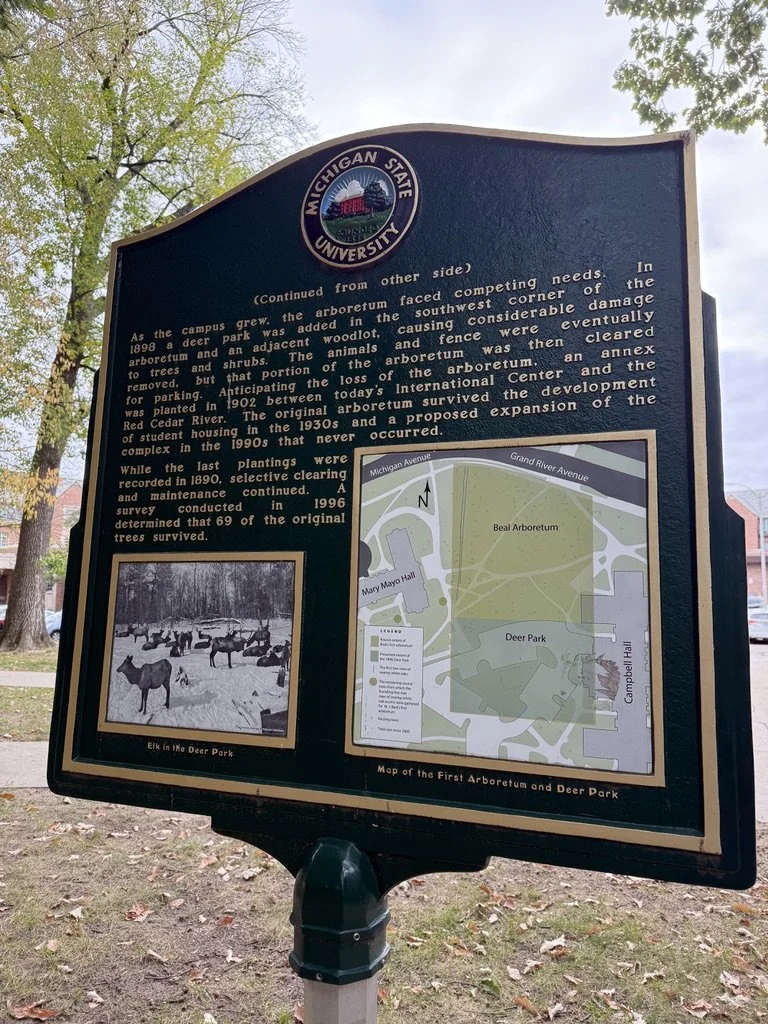 MICHIGAN STATE
UNIVERSITY
(Continued from other side)
As the campus grew, the arboretum faced competing needs. In
1898 a deer park was added in the southwest corner of the
arboretum and an adjacent woodlot, causing considerable damage
to trees and shrubs. The animals and fence were eventually
removed, but that portion of the arboretum was then cleared
for parking. Anticipating the loss of the arboretum, an annex
was planted in 1902 between today's International Center and the
Red Cedar River. The original arboretum survived the development
of student housing in the 1930s and a proposed expansion of the
complex in the 1990s that never occurred.
While the last plantings were
recorded in 1890, selective clearing
and maintenance continued. A
survey conducted in 1996
determined that 69 of the original
trees survived.
Elk in the Deer Park
Michigan Avenue
Grand River Avenue
N
Beal Arboretum
Mary Mayo Hall
Deer Park
Campbell Hall
LEGEND
Map of the First Arboretum and Deer Park